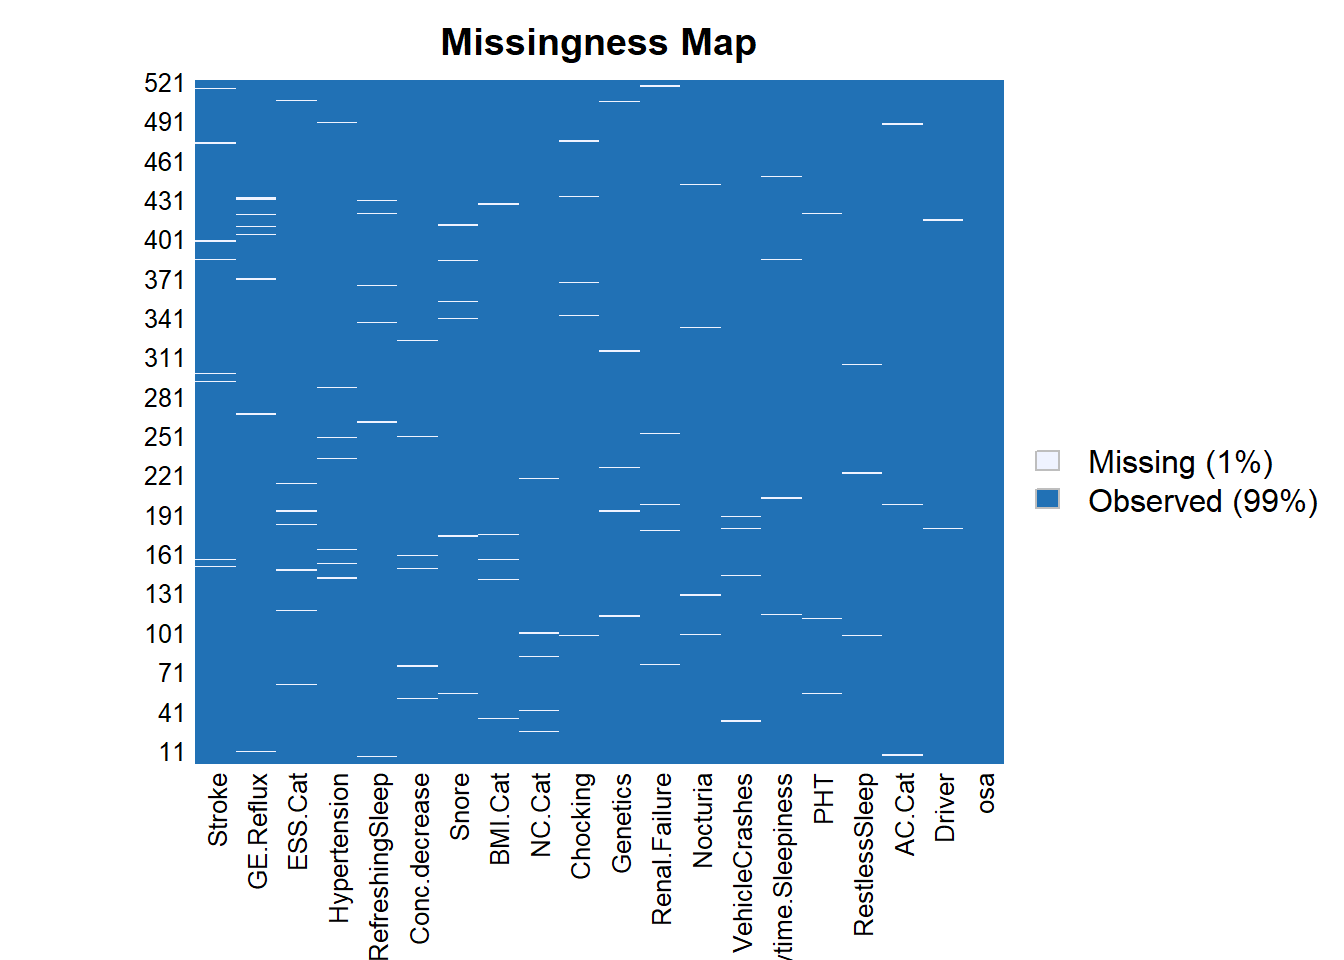 Missingness Map
521
491
461
431
401
371
341
311
281
251
221
191
161
131
101
71
41
11
Missing (1%)
Observed (99%)
Stroke
GE.Reflux
ESS.Cat
Hypertension
RefreshingSleep
Conc.decrease
Snore
BMI.Cat
NC.Cat
Chocking
Genetics
Renal.Failure
Nocturia
VehicleCrashes
ytime.Sleepiness
PHT
RestlessSleep
AC.Cat
Driver
osa